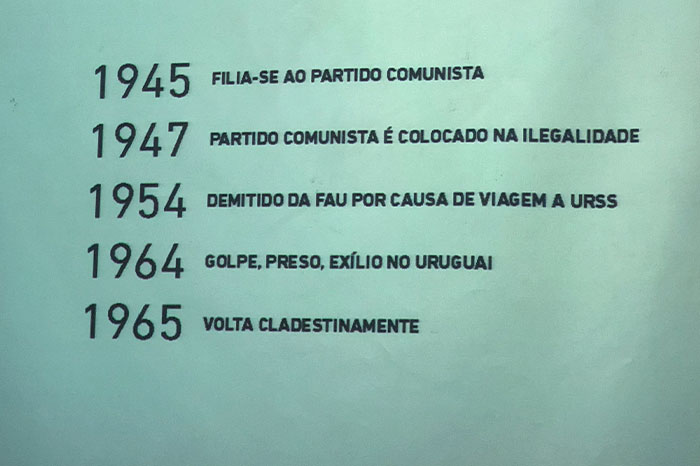 1945 FILIA-SE AO PARTIDO COMUNISTA
1947 PARTIDO COMUNISTA É COLOCADO NA ILEGALIDADE
1954 DEMITIDO DA FAU POR CAUSA DE VIAGEM A URSS
1964 GOLPE, PRESO, EXÍLIO NO URUGUAI
1965 VOLTA CLADESTINAMENTE